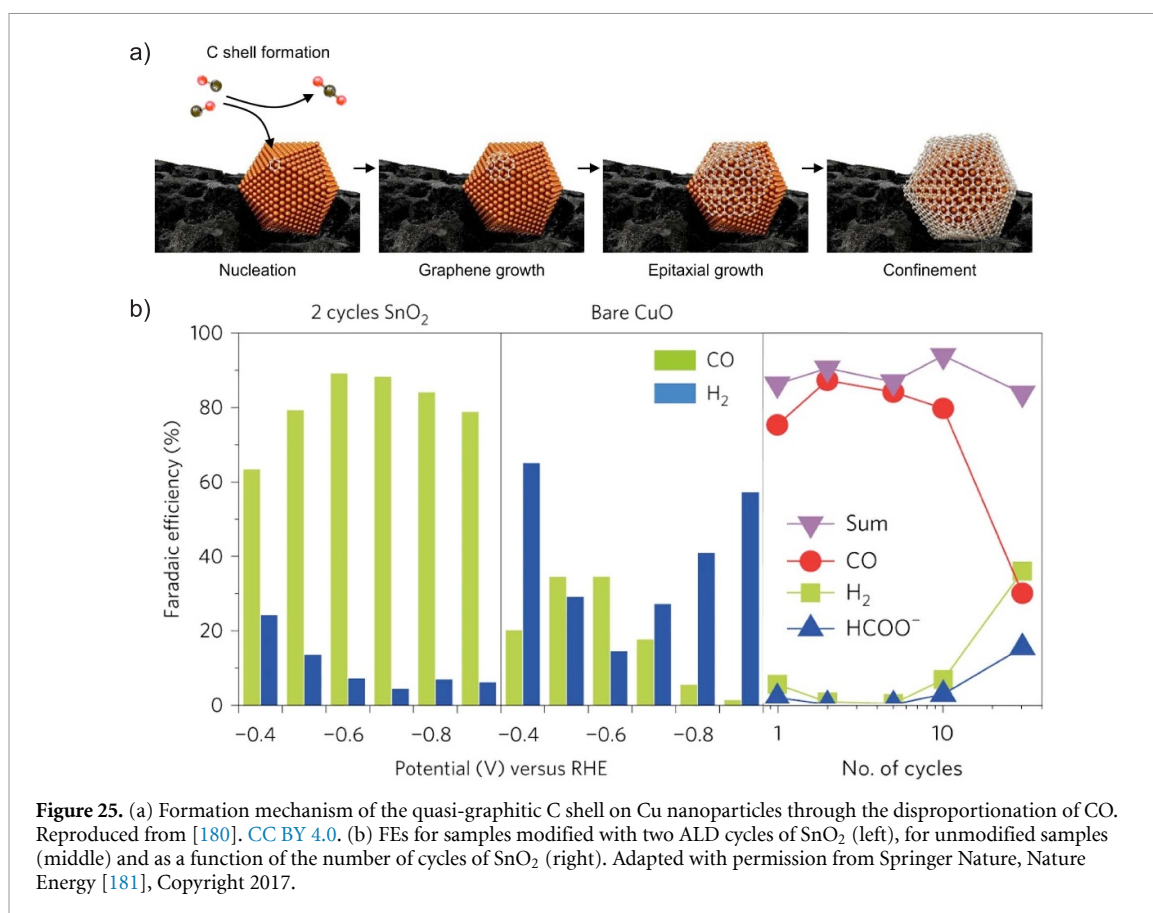 a)
C shell formation
Nucleation
Graphene growth
Epitaxial growth
Confinement
b)
2 cycles SnO₂
Bare CuO
100
80
60
40
20
0
Faradaic efficiency (%)
CO
H₂
Sum
CO
H₂
HCOO⁻
−0.4
−0.6
−0.8
−0.4
−0.6
−0.8
1
10
Potential (V) versus RHE
No. of cycles
Figure 25. (a) Formation mechanism of the quasi-graphitic C shell on Cu nanoparticles through the disproportionation of CO.
Reproduced from [180]. CC BY 4.0. (b) FEs for samples modified with two ALD cycles of SnO₂ (left), for unmodified samples
(middle) and as a function of the number of cycles of SnO₂ (right). Adapted with permission from Springer Nature, Nature
Energy [181], Copyright 2017.